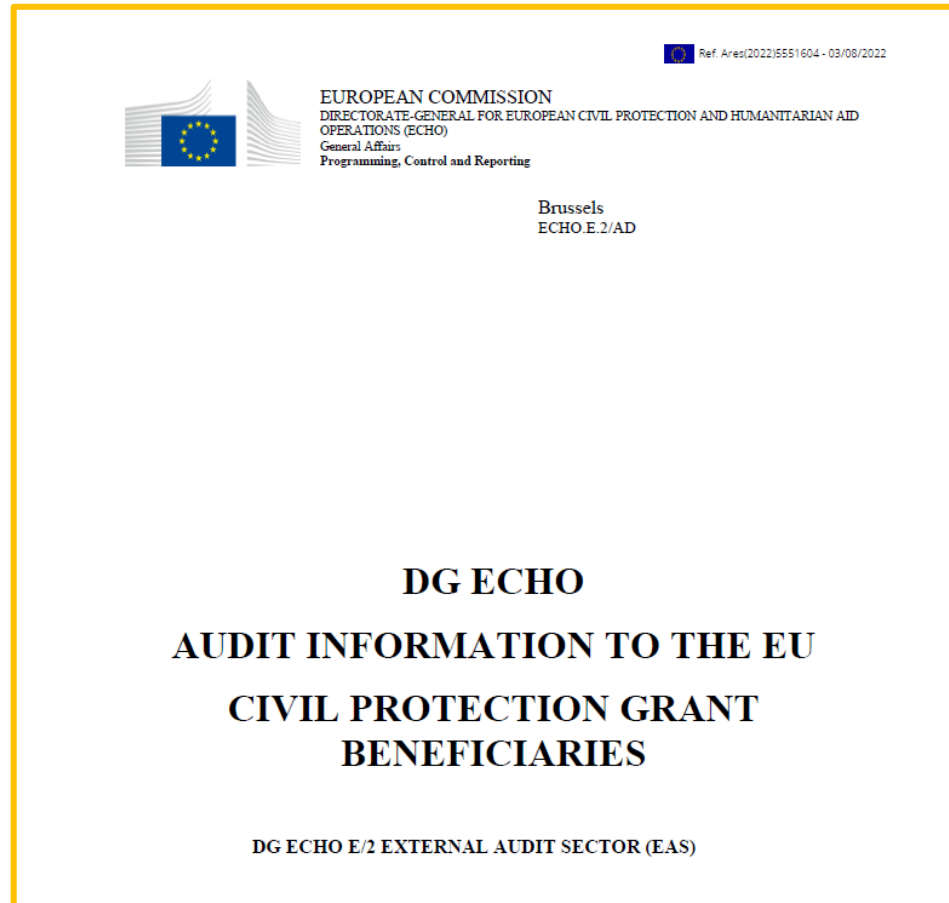 Ref. Ares(2022)5551604 - 03/08/2022
EUROPEAN COMMISSION
DIRECTORATE-GENERAL FOR EUROPEAN CIVIL PROTECTION AND HUMANITARIAN AID
OPERATIONS (ECHO)
General Affairs
Programming, Control and Reporting
Brussels
ECHO.E.2/AD
DG ECHO
AUDIT INFORMATION TO THE EU
CIVIL PROTECTION GRANT
BENEFICIARIES
DG ECHO E/2 EXTERNAL AUDIT SECTOR (EAS)